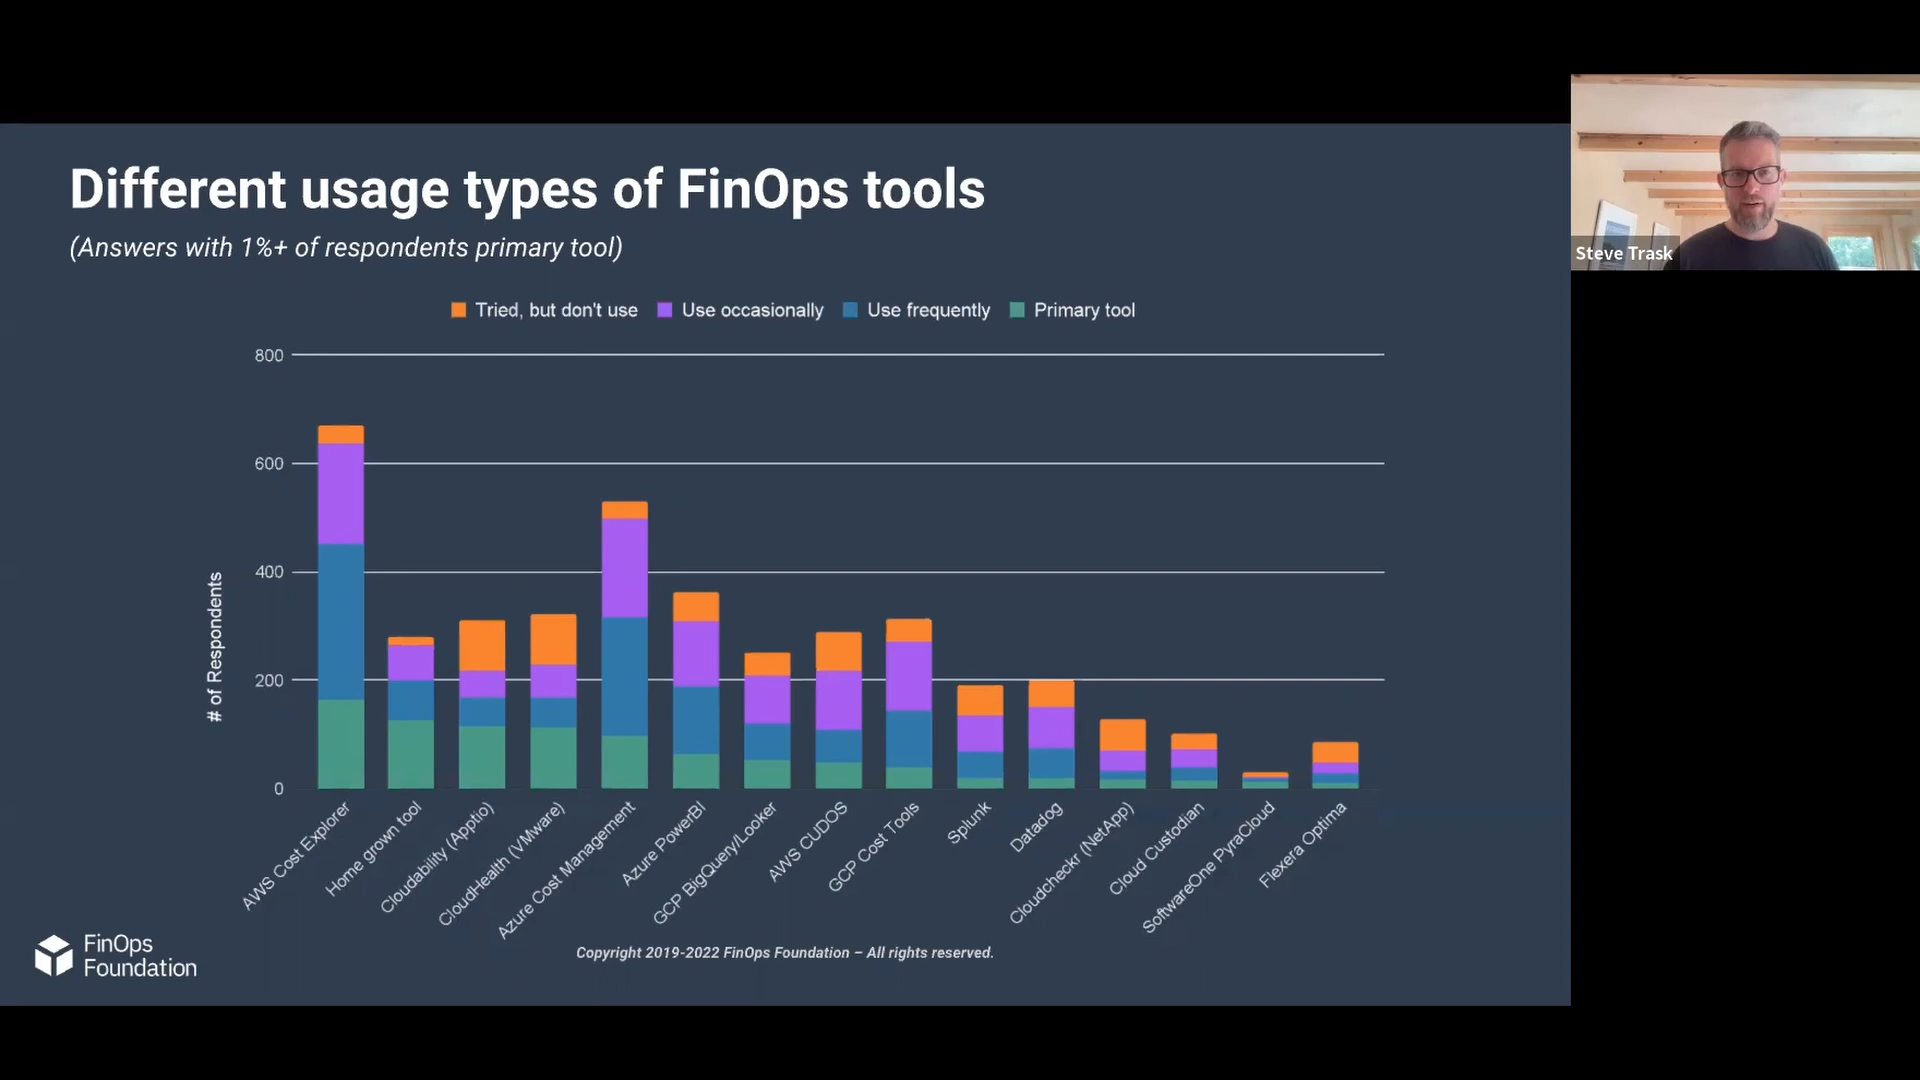 Different usage types of FinOps tools
(Answers with 1%+ of respondents primary tool)
Tried, but don't use
Use occasionally
Use frequently
Primary tool
800
600
400
200
0
# of Respondents
AWS Cost Explorer
Home grown tool
Cloudability (Apptio)
CloudHealth (VMware)
Azure Cost Management
Azure PowerBI
GCP BigQuery/Looker
AWS CUDOS
GCP Cost Tools
Splunk
Datadog
Cloudcheckr (NetApp)
Cloud Custodian
SoftwareOne PyraCloud
Flexera Optima
FinOps
Foundation
Copyright 2019-2022 FinOps Foundation – All rights reserved.
Steve Trask